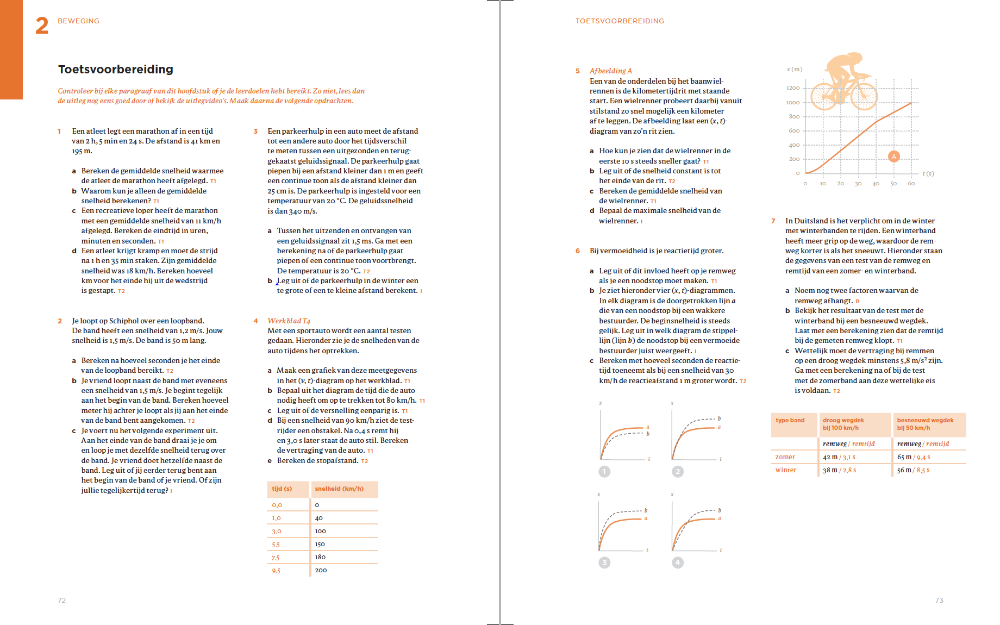 2 BEWEGING
Toetsvoorbereiding
Controleer bij elke paragraaf van dit hoofdstuk of je de leerdoelen hebt bereikt. Zo niet, lees dan
de uitleg nog eens goed door of bekijk de uitlegvideo's. Maak daarna de volgende opdrachten.
1 Een atleet legt een marathon af in een tijd
van 2 h, 5 min en 24 s. De afstand is 41 km en
195 m.
a Bereken de gemiddelde snelheid waarmee
de atleet de marathon heeft afgelegd. T1
b Waarom kun je alleen de gemiddelde
snelheid berekenen? T1
c Een recreatieve loper heeft de marathon
met een gemiddelde snelheid van 11 km/h
afgelegd. Bereken de eindtijd in uren,
minuten en seconden. T1
d Een atleet krijgt kramp en moet de strijd
na 1 h en 35 min staken. Zijn gemiddelde
snelheid was 18 km/h. Bereken hoeveel
km voor het einde hij uit de wedstrijd
is gestapt. T2
2 Je loopt op Schiphol over een loopband.
De band heeft een snelheid van 1,2 m/s. Jouw
snelheid is 1,5 m/s. De band is 50 m lang.
a Bereken na hoeveel seconden je het einde
van de loopband bereikt. T2
b Je vriend loopt naast de band met eveneens
een snelheid van 1,5 m/s. Je begint tegelijk
aan het begin van de band. Bereken hoeveel
meter hij achter je loopt als jij aan het einde
van de band bent aangekomen. T2
c Je voert nu het volgende experiment uit.
Aan het einde van de band draai je je om
en loop je met dezelfde snelheid terug over
de band. Je vriend doet hetzelfde naast de
band. Leg uit of jij eerder terug bent aan
het begin van de band of je vriend. Of zijn
jullie tegelijkertijd terug? I
3 Een parkeerhulp in een auto meet de afstand
tot een andere auto door het tijdsverschil
te meten tussen een uitgezonden en terug-
gekaatst geluidssignaal. De parkeerhulp gaat
piepen bij een afstand kleiner dan 1 m en geeft
een continue toon als de afstand kleiner dan
25 cm is. De parkeerhulp is ingesteld voor een
temperatuur van 20 °C. De geluidssnelheid
is dan 340 m/s.
a Tussen het uitzenden en ontvangen van
een geluidssignaal zit 1,5 ms. Ga met een
berekening na of de parkeerhulp gaat
piepen of een continue toon voortbrengt.
De temperatuur is 20 °C. T2
b Leg uit of de parkeerhulp in de winter een
te grote of een te kleine afstand berekent. I
4 Werkblad T4
Met een sportauto wordt een aantal testen
gedaan. Hieronder zie je de snelheden van de
auto tijdens het optrekken.
a Maak een grafiek van deze meetgegevens
in het (v, t)-diagram op het werkblad. T1
b Bepaal uit het diagram de tijd die de auto
nodig heeft om op te trekken tot 80 km/h. T1
c Leg uit of de versnelling eenparig is. T1
d Bij een snelheid van 90 km/h ziet de test-
rijder een obstakel. Na 0,4 s remt hij
en 3,0 s later staat de auto stil. Bereken
de vertraging van de auto. T1
e Bereken de stopafstand. T2
tijd (s) snelheid (km/h)
0,0 0
1,0 40
3,0 100
5,5 150
7,5 180
9,5 200
72
TOETSVOORBEREIDING
5 Afbeelding A
Een van de onderdelen bij het baanwiel-
rennen is de kilometertijdrit met staande
start. Een wielrenner probeert daarbij vanuit
stilstand zo snel mogelijk een kilometer
af te leggen. De afbeelding laat een (x, t)-
diagram van zo'n rit zien.
a Hoe kun je zien dat de wielrenner in de
eerste 10 s steeds sneller gaat? T1
b Leg uit of de snelheid constant is tot
het einde van de rit. T2
c Bereken de gemiddelde snelheid van
de wielrenner. T1
d Bepaal de maximale snelheid van de
wielrenner. I
6 Bij vermoeidheid is je reactietijd groter.
a Leg uit of dit invloed heeft op je remweg
als je een noodstop moet maken. T1
b Je ziet hieronder vier (x, t)-diagrammen.
In elk diagram is de doorgetrokken lijn a
die van een noodstop bij een wakkere
bestuurder. De beginsnelheid is steeds
gelijk. Leg uit in welk diagram de stippel-
lijn (lijn b) de noodstop bij een vermoeide
bestuurder juist weergeeft. I
c Bereken met hoeveel seconden de reactie-
tijd toeneemt als bij een snelheid van 30
km/h de reactieafstand 1 m groter wordt. T2
x
a
b
t
1
x
b
a
t
2
x
b
a
t
3
x
b
a
t
4
x (m)
1200
1000
800
600
400
200
0
A
t (s)
0 10 20 30 40 50 60
7 In Duitsland is het verplicht om in de winter
met winterbanden te rijden. Een winterband
heeft meer grip op de weg, waardoor de rem-
weg korter is als het sneeuwt. Hieronder staan
de gegevens van een test van de remweg en
remtijd van een zomer- en winterband.
a Noem nog twee factoren waarvan de
remweg afhangt. R
b Bekijk het resultaat van de test met de
winterband bij een besneeuwd wegdek.
Laat met een berekening zien dat de remtijd
bij de gemeten remweg klopt. T1
c Wettelijk moet de vertraging bij remmen
op een droog wegdek minstens 5,8 m/s² zijn.
Ga met een berekening na of bij de test
met de zomerband aan deze wettelijke eis
is voldaan. T2
type band droog wegdek besneeuwd wegdek
bij 100 km/h bij 50 km/h
remweg / remtijd remweg / remtijd
zomer 42 m / 3,1 s 65 m / 9,4 s
winter 38 m / 2,8 s 56 m / 8,5 s
73